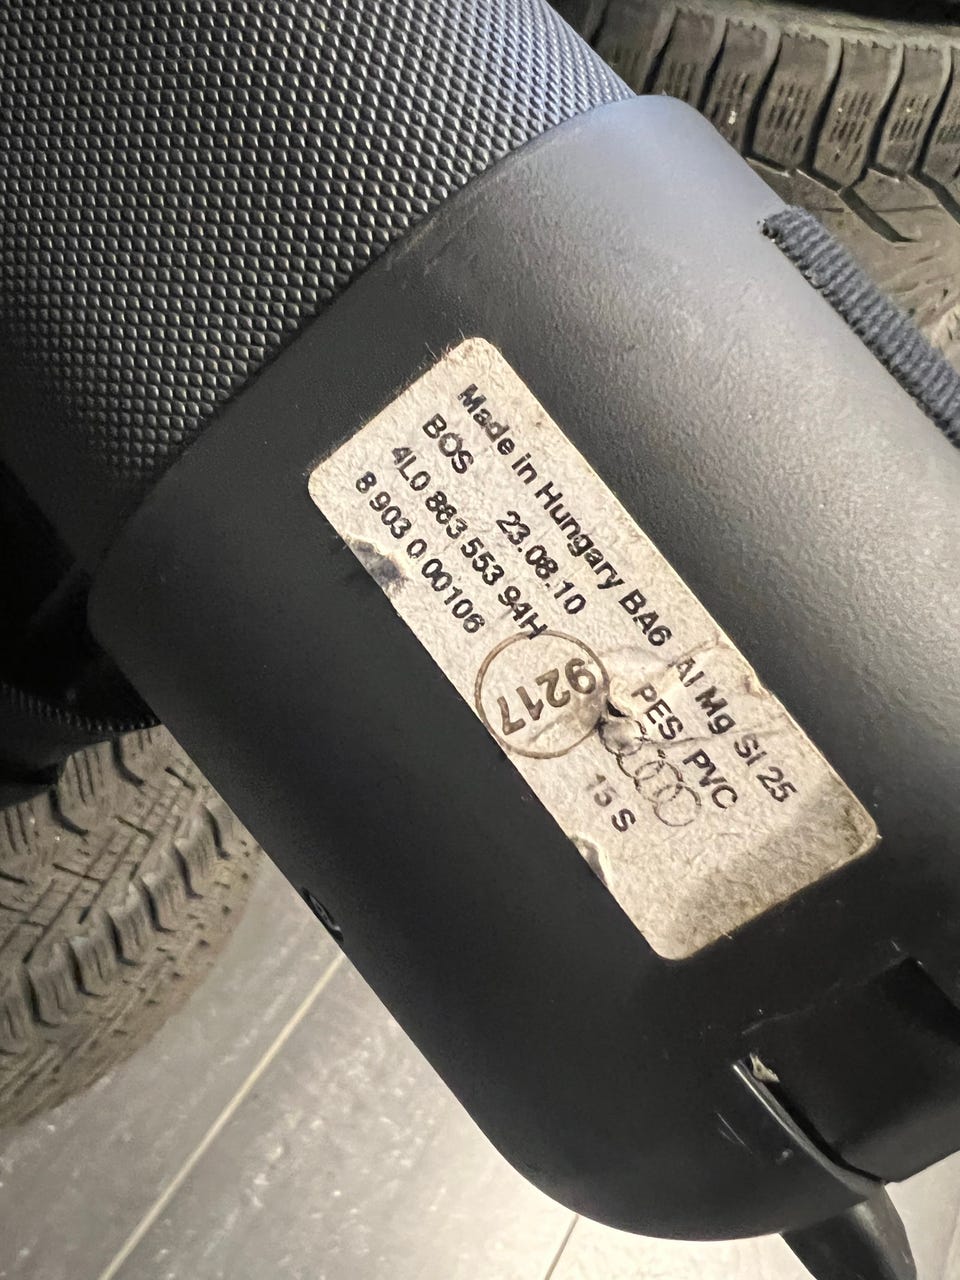 Made in Hungary BA6 Al Mg Si 25
BOS 23.08.10 PES PVC
4L0 863 553 94H
8 903 0 00106 15 S
9217